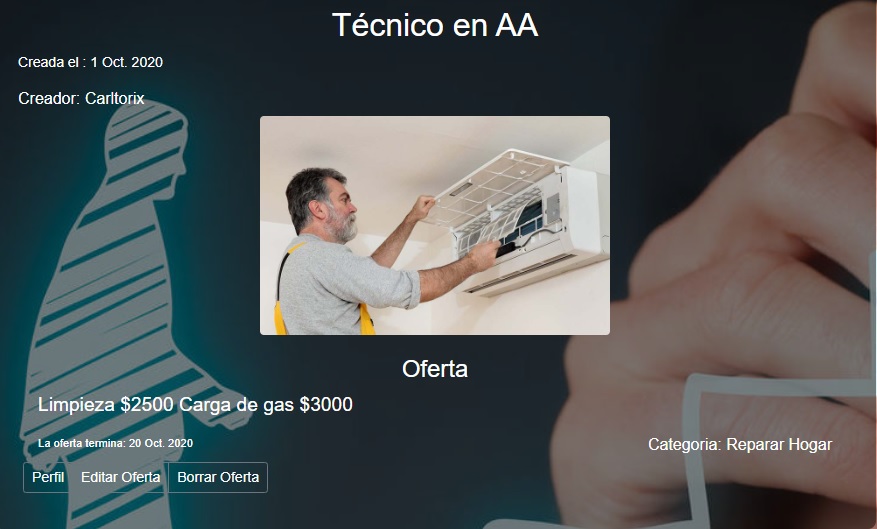 Técnico en AA
Creada el : 1 Oct. 2020
Creador: Carltorix
Oferta
Limpieza $2500 Carga de gas $3000
La oferta termina: 20 Oct. 2020
Categoria: Reparar Hogar
Perfil Editar Oferta Borrar Oferta